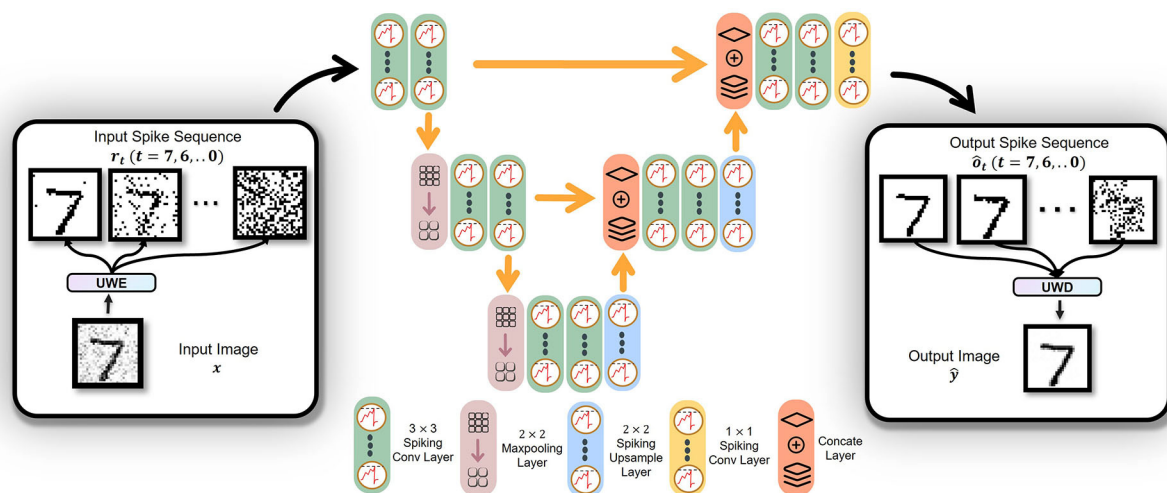 Input Spike Sequence
r_t (t = 7, 6, . . 0)
...
UWE
Input Image
x
Output Spike Sequence
ô_t (t = 7, 6, . . 0)
...
UWD
Output Image
ŷ
3 × 3
Spiking
Conv Layer
2 × 2
Maxpooling
Layer
2 × 2
Spiking
Upsample
Layer
1 × 1
Spiking
Conv Layer
Concate
Layer